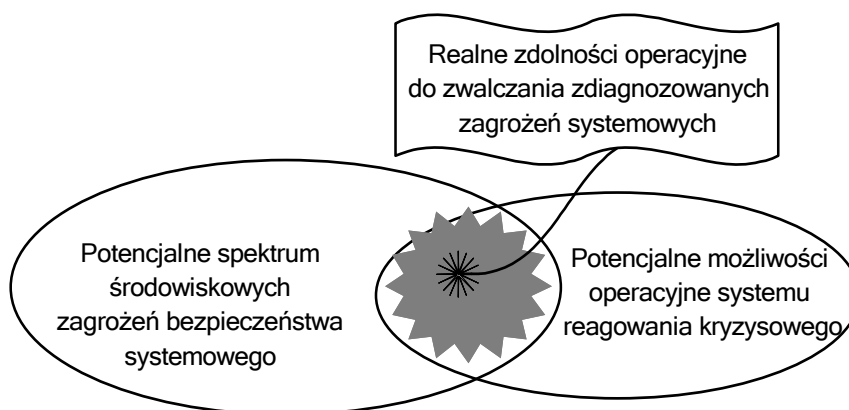 Realne zdolności operacyjne
do zwalczania zdiagnozowanych
zagrożeń systemowych
Potencjalne spektrum
środowiskowych
zagrożeń bezpieczeństwa
systemowego
Potencjalne możliwości
operacyjne systemu
reagowania kryzysowego